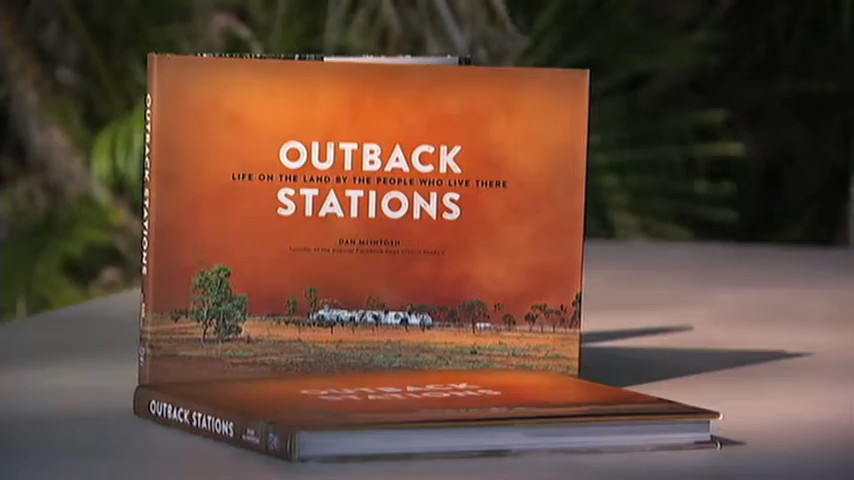 OUTBACK
LIFE ON THE LAND BY THE PEOPLE WHO LIVE THERE
STATIONS
DAN McINTOSH
OUTBACK STATIONS
OUTBACK
STATIONS
OUTBACK STATIONS